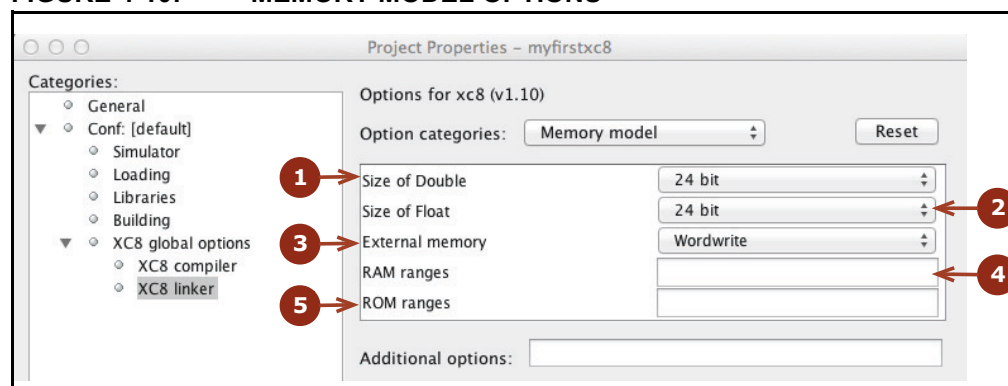 FIGURE 4-10: MEMORY MODEL OPTIONS
Project Properties – myfirstxc8
Categories:
General
Conf: [default]
Simulator
Loading
Libraries
Building
XC8 global options
XC8 compiler
XC8 linker
Options for xc8 (v1.10)
Option categories: Memory model Reset
1 Size of Double 24 bit
Size of Float 24 bit 2
3 External memory Wordwrite
RAM ranges 4
5 ROM ranges
Additional options: